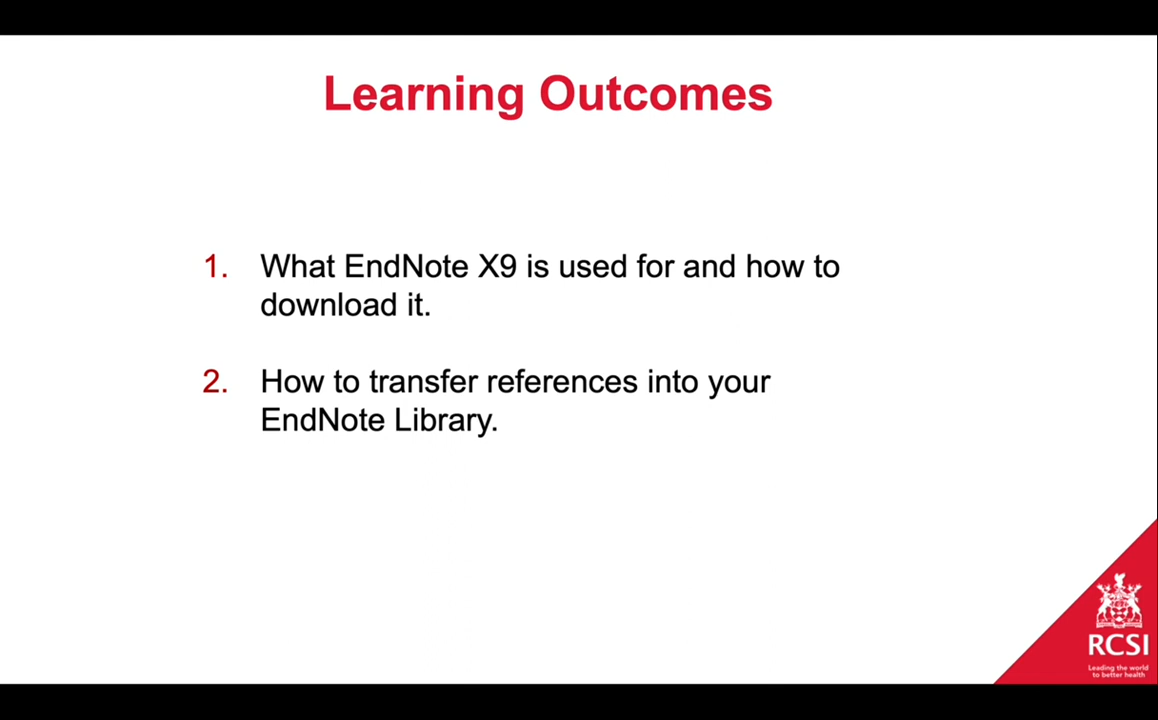 Learning Outcomes
1. What EndNote X9 is used for and how to
download it.
2. How to transfer references into your
EndNote Library.
RCSI
Leading the world
to better health